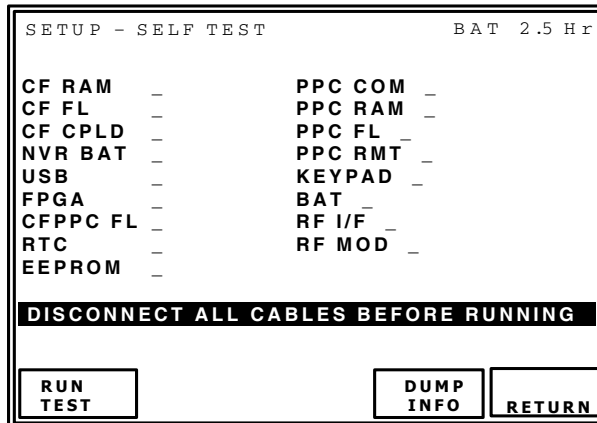 SETUP – SELF TEST BAT 2.5 Hr
CF RAM _ PPC COM _
CF FL _ PPC RAM _
CF CPLD _ PPC FL _
NVR BAT _ PPC RMT _
USB _ KEYPAD _
FPGA _ BAT _
CFPPC FL _ RF I/F _
RTC _ RF MOD _
EEPROM _
DISCONNECT ALL CABLES BEFORE RUNNING
RUN TEST DUMP INFO RETURN